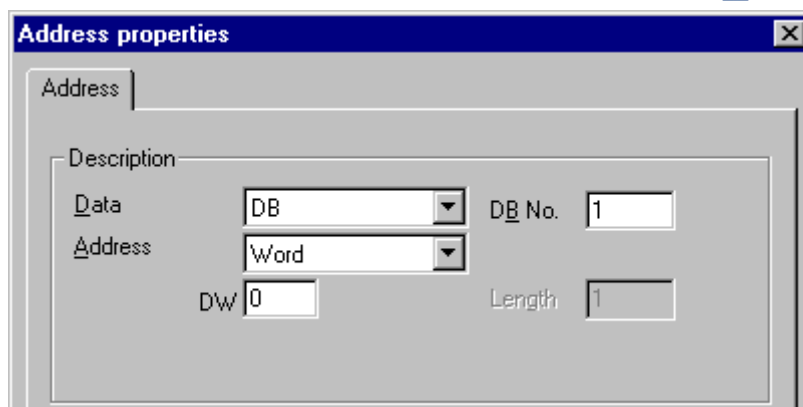 Address properties
Address
Description
Data DB DB No. 1
Address Word
DW 0 Length 1